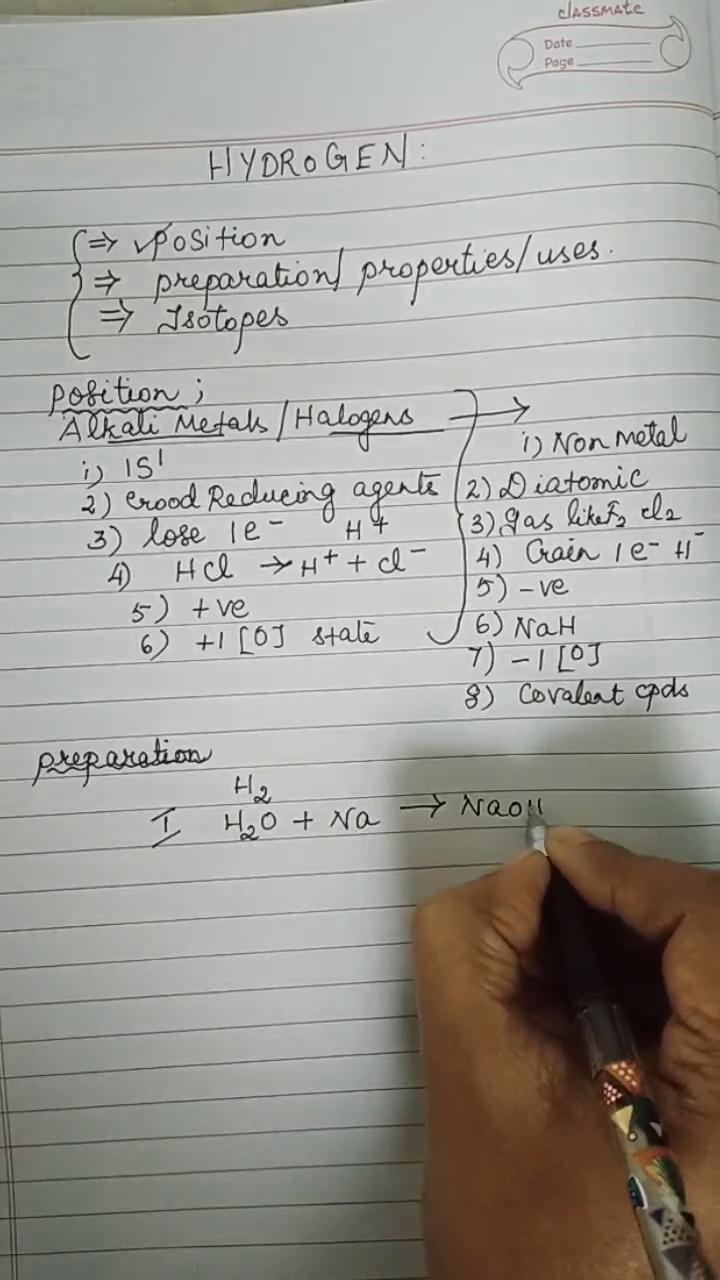 classmate
Date
Page
HYDROGEN:
⇒ ✓Position
⇒ preparation/properties/uses.
⇒ Isotopes
Position;
Alkali Metals/Halogens →
i) 1S¹
2) Good Reducing agents
3) lose 1e⁻ H⁺
4) HCl → H⁺ + Cl⁻
5) +ve
6) +1 [O] state
i) Non metal
2) Diatomic
3) gas like F₂ Cl₂
4) Gain 1e⁻ H⁻
5) -ve
6) NaH
7) -1 [O]
8) Covalent cpds
preparation
H₂
I H₂O + Na → NaOH